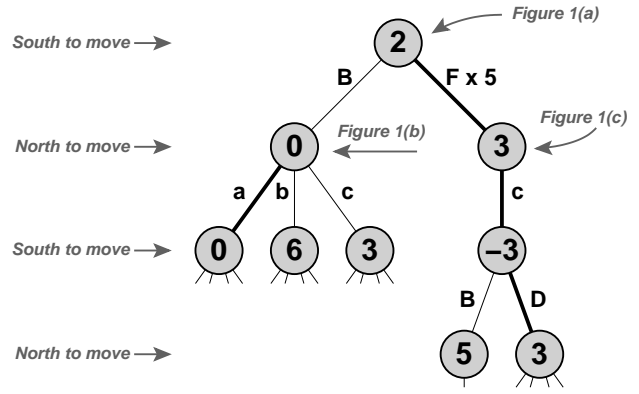 Figure 1(a)
South to move
2
B
F x 5
Figure 1(c)
Figure 1(b)
North to move
0
3
a
b
c
c
South to move
0
6
3
–3
B
D
North to move
5
3